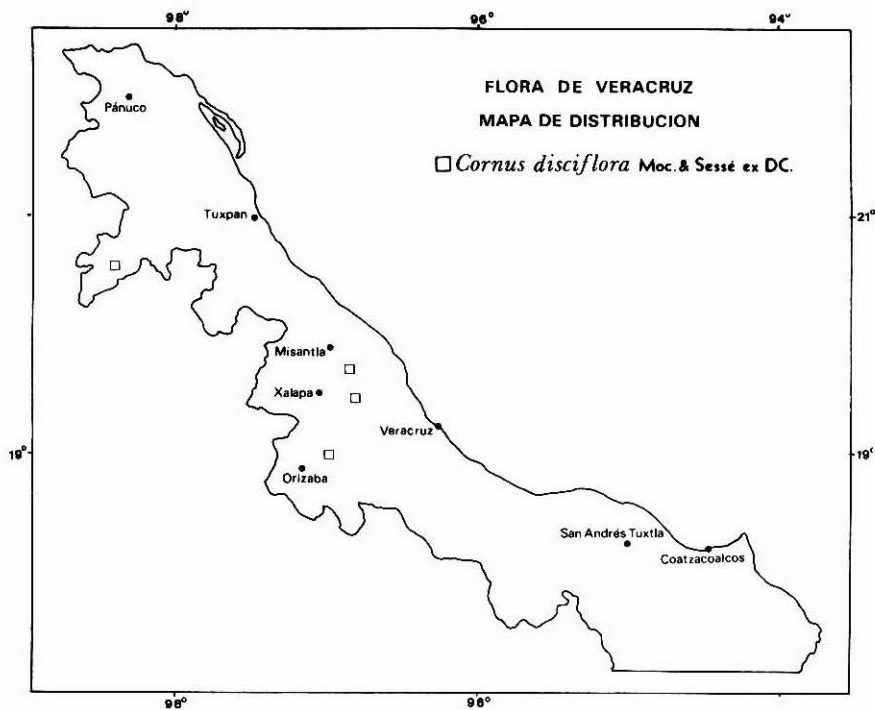 98° 96° 94°
FLORA DE VERACRUZ
MAPA DE DISTRIBUCION
Cornus disciflora Moc. & Sessé ex DC.
Pánuco
Tuxpan
21°
Misantla
Xalapa
Veracruz
19° 19°
Orizaba
San Andrés Tuxtla
Coatzacoalcos
98° 96° 94°